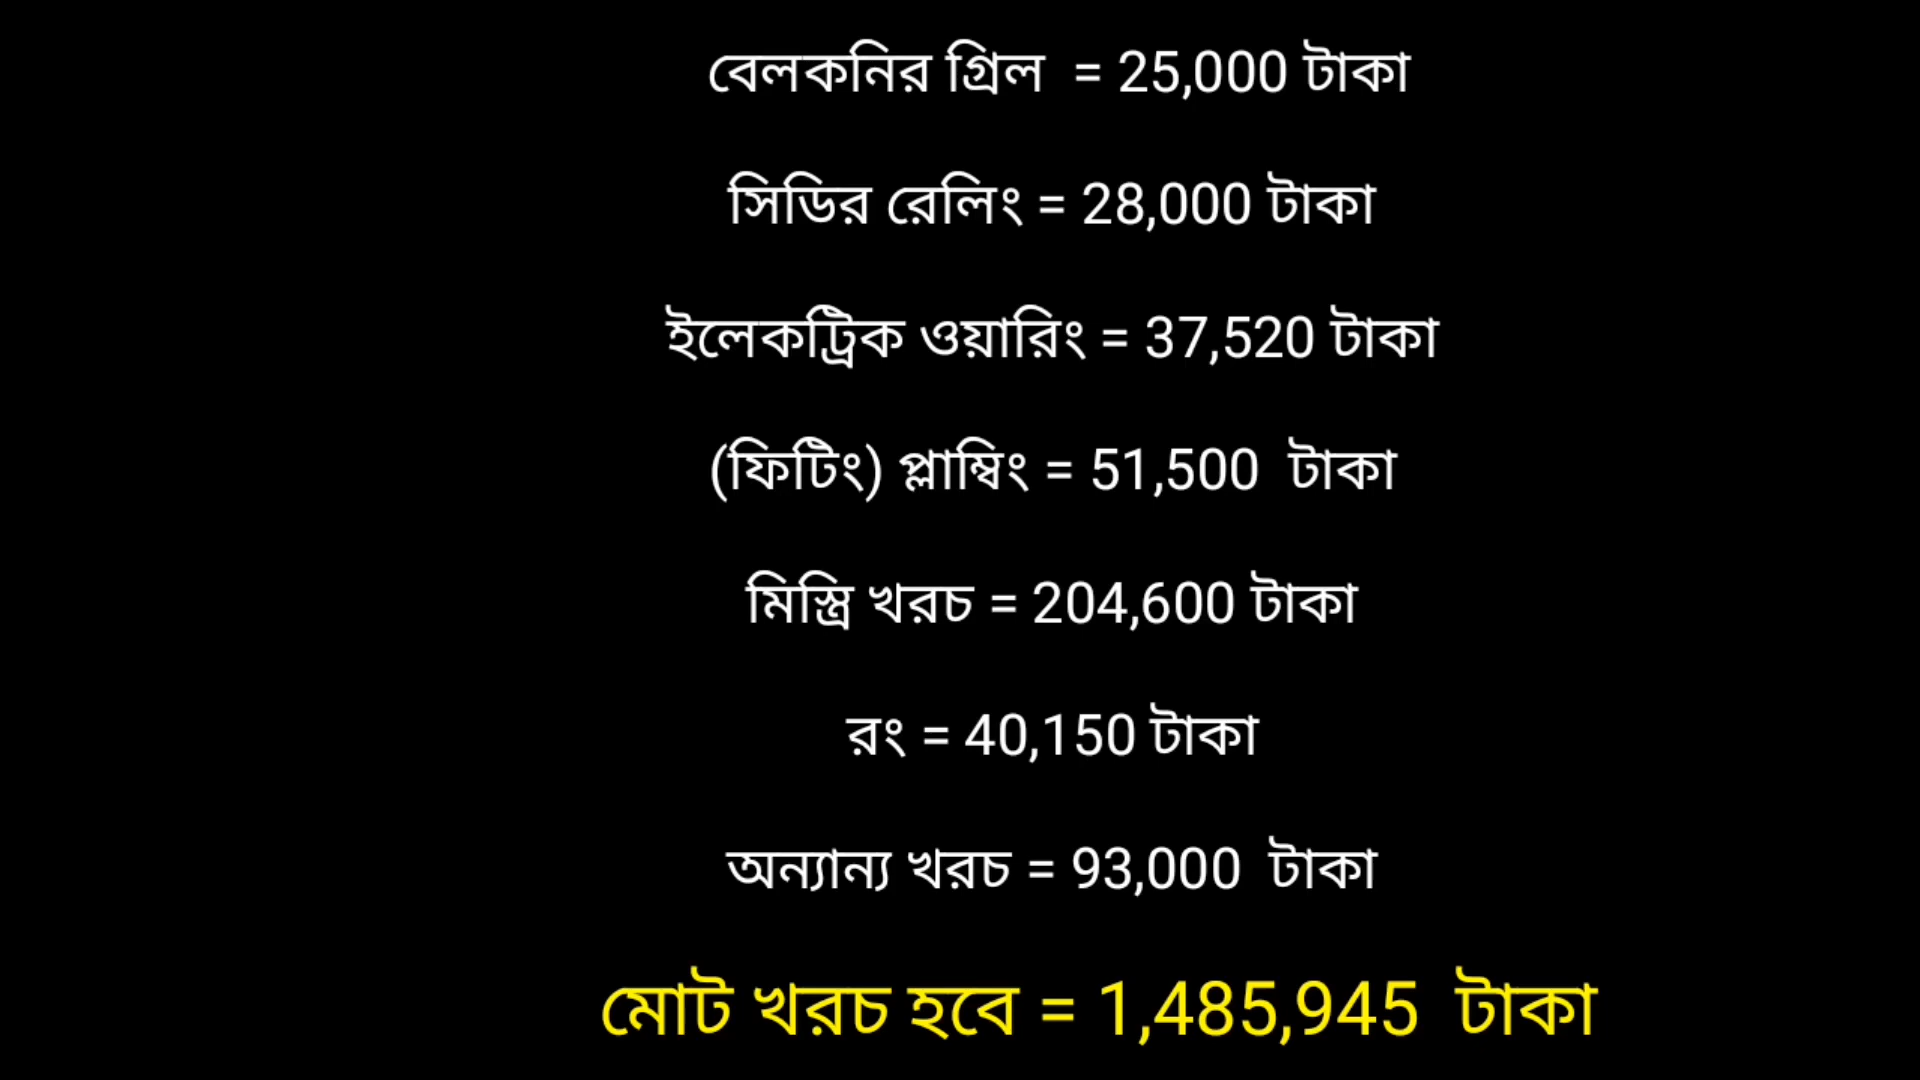 বেলকনির গ্রিল = 25,000 টাকা
সিডির রেলিং = 28,000 টাকা
ইলেকট্রিক ওয়ারিং = 37,520 টাকা
(ফিটিং) প্লাম্বিং = 51,500 টাকা
মিস্ত্রি খরচ = 204,600 টাকা
রং = 40,150 টাকা
অন্যান্য খরচ = 93,000 টাকা
মোট খরচ হবে = 1,485,945 টাকা